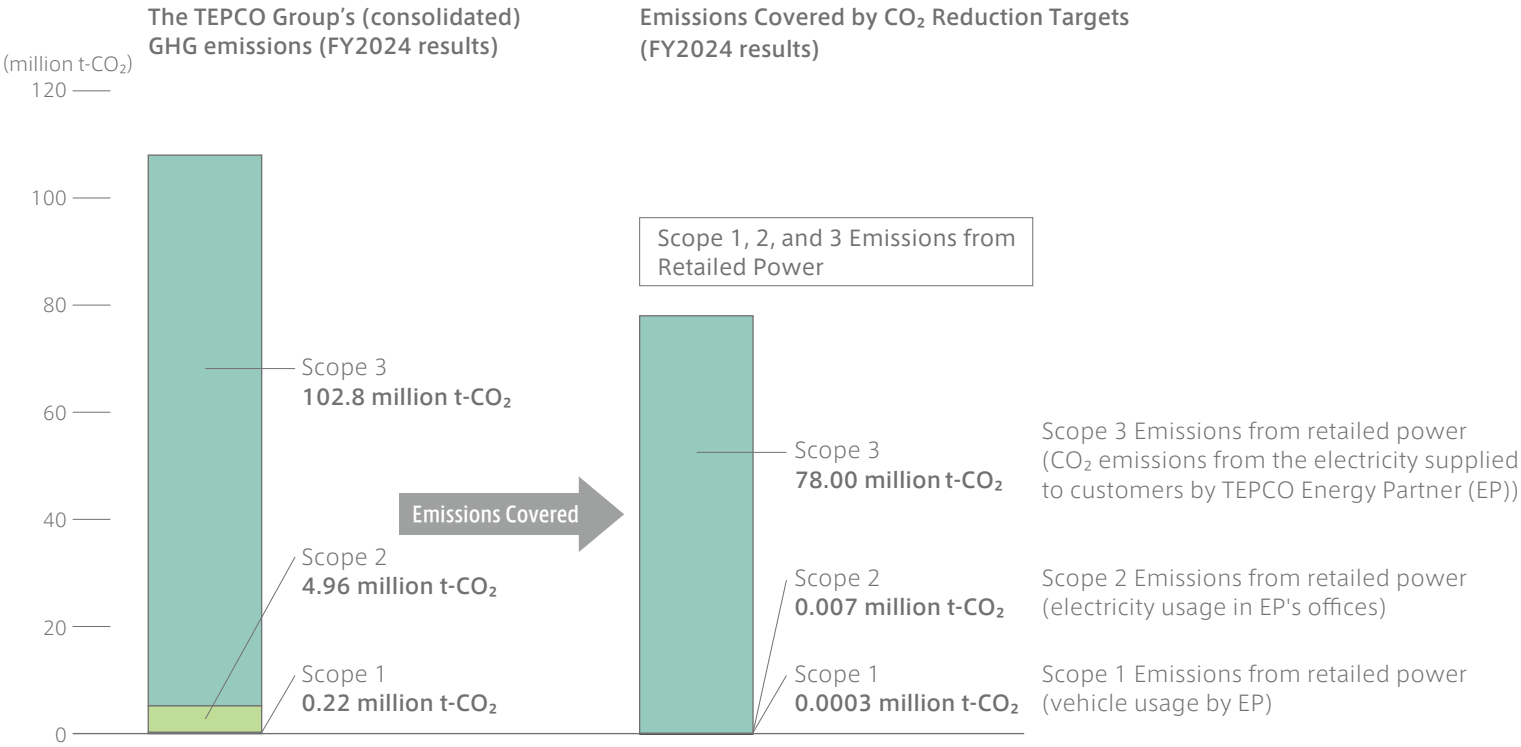 The TEPCO Group’s (consolidated)
GHG emissions (FY2024 results)
Emissions Covered by CO₂ Reduction Targets
(FY2024 results)
(million t-CO₂)
120
100
80
60
40
20
0
Scope 3
102.8 million t-CO₂
Scope 2
4.96 million t-CO₂
Scope 1
0.22 million t-CO₂
Emissions Covered
Scope 1, 2, and 3 Emissions from
Retailed Power
Scope 3
78.00 million t-CO₂
Scope 2
0.007 million t-CO₂
Scope 1
0.0003 million t-CO₂
Scope 3 Emissions from retailed power
(CO₂ emissions from the electricity supplied
to customers by TEPCO Energy Partner (EP))
Scope 2 Emissions from retailed power
(electricity usage in EP's offices)
Scope 1 Emissions from retailed power
(vehicle usage by EP)